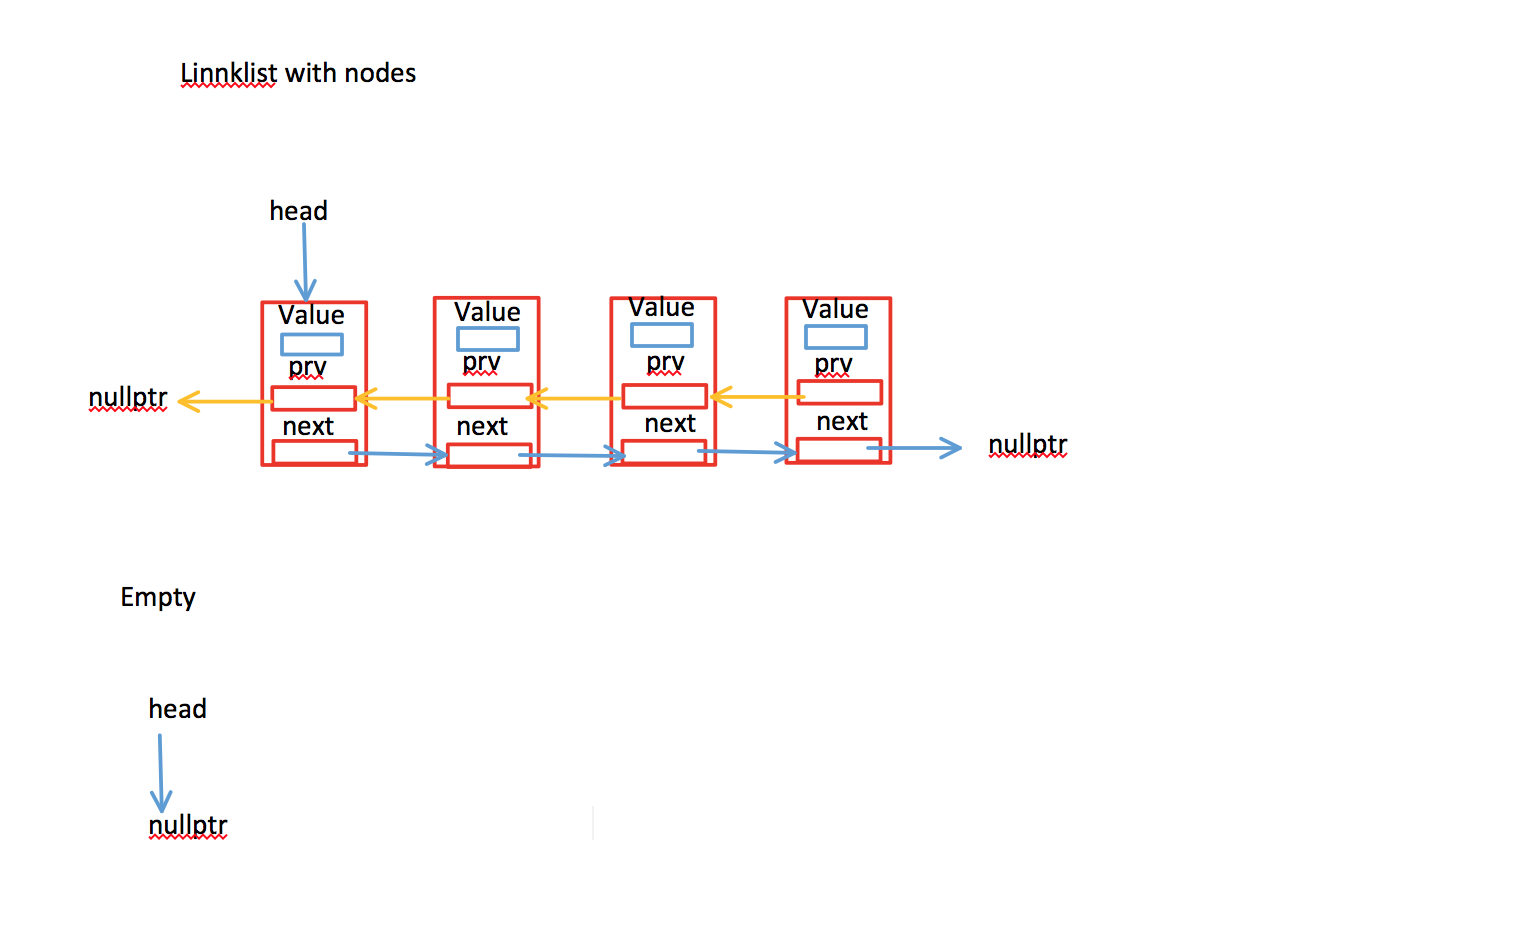 Linnklist with nodes
head
Value Value Value Value
prv prv prv prv
nullptr
next next next next
nullptr
Empty
head
nullptr